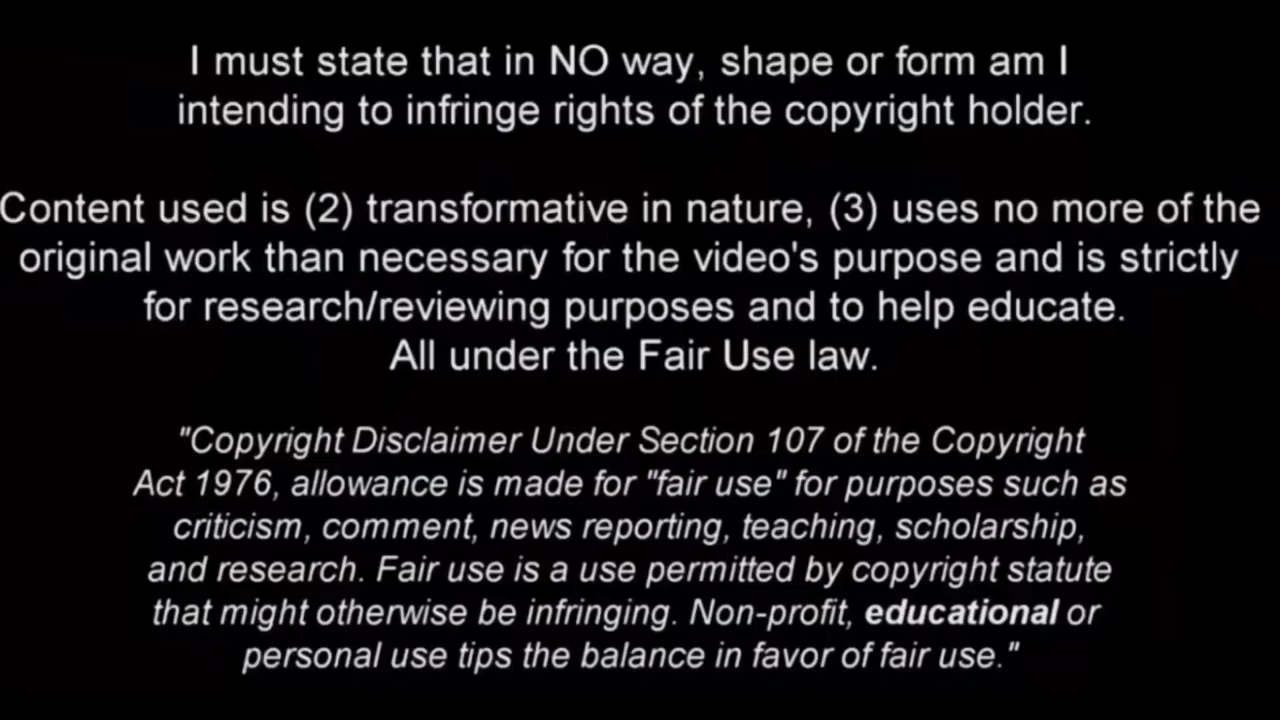 I must state that in NO way, shape or form am I
intending to infringe rights of the copyright holder.
Content used is (2) transformative in nature, (3) uses no more of the
original work than necessary for the video's purpose and is strictly
for research/reviewing purposes and to help educate.
All under the Fair Use law.
"Copyright Disclaimer Under Section 107 of the Copyright
Act 1976, allowance is made for "fair use" for purposes such as
criticism, comment, news reporting, teaching, scholarship,
and research. Fair use is a use permitted by copyright statute
that might otherwise be infringing. Non-profit, educational or
personal use tips the balance in favor of fair use."